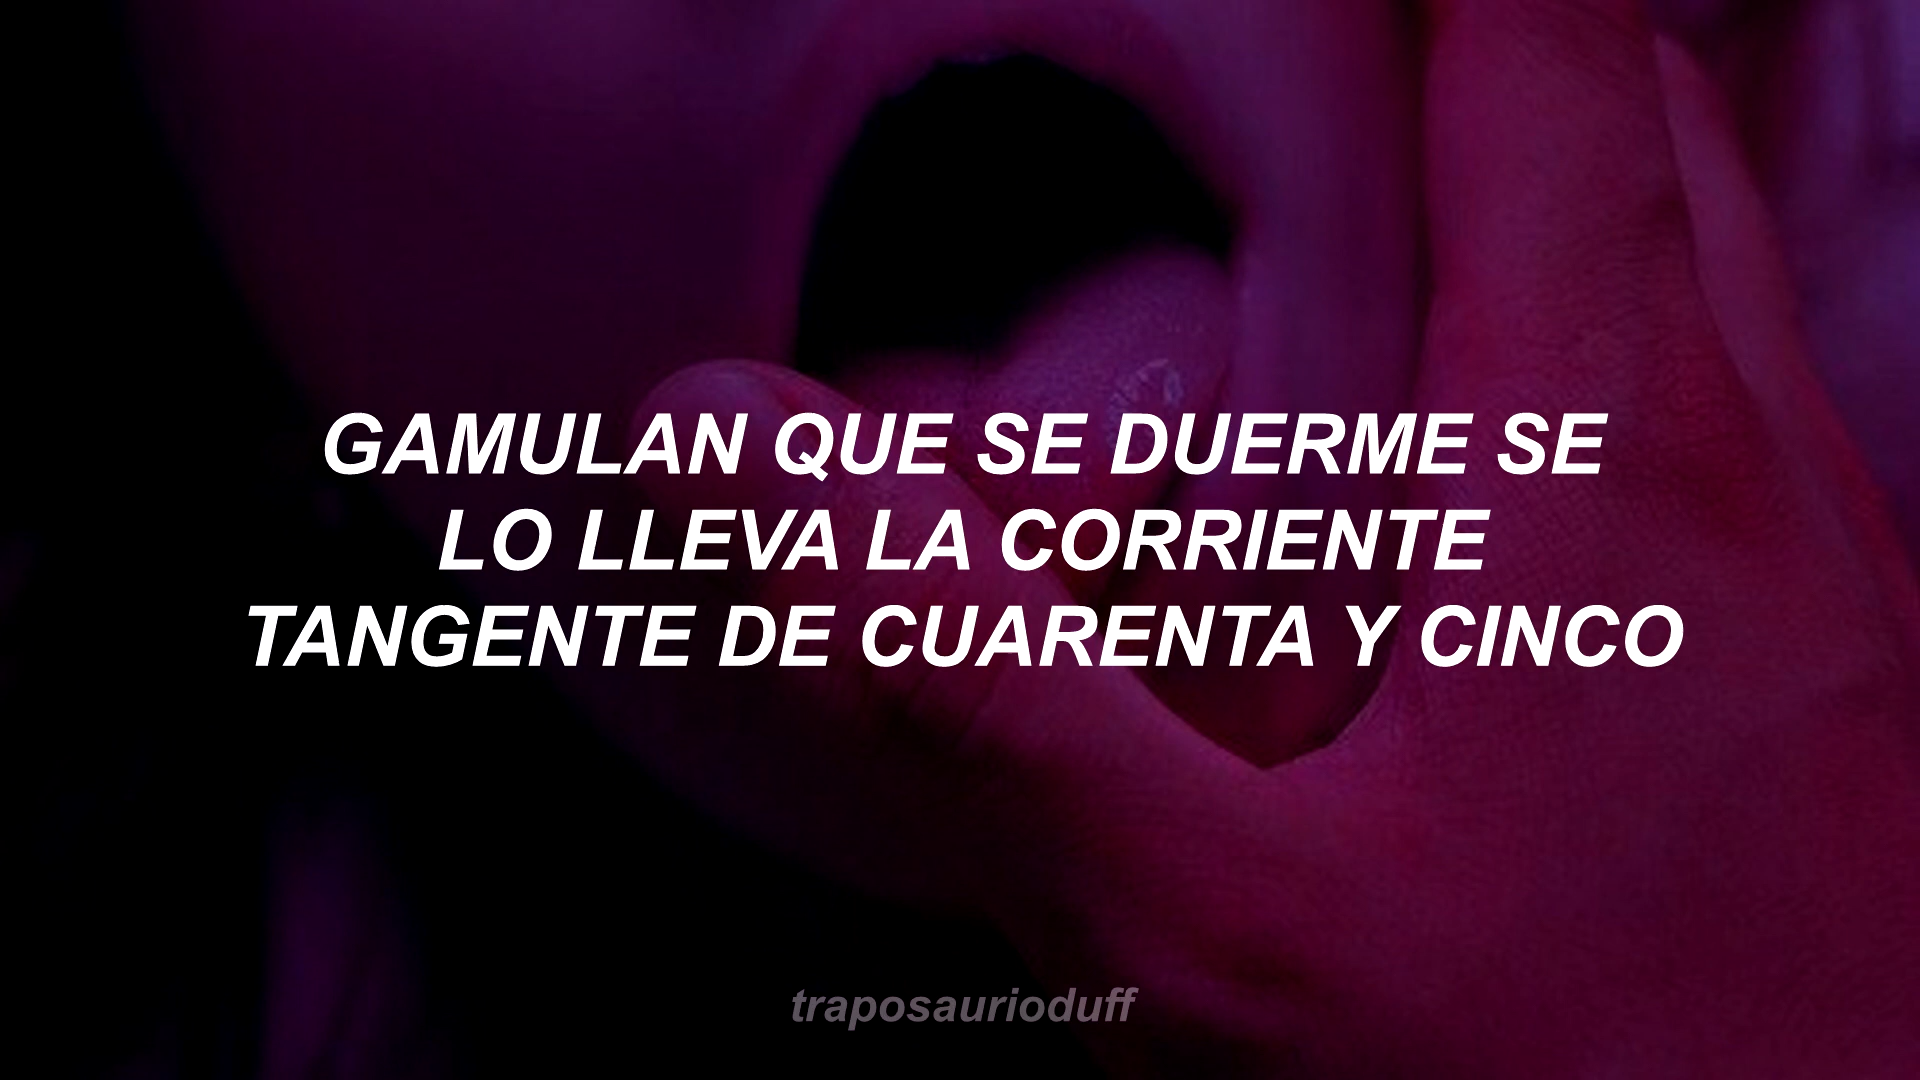 GAMULAN QUE SE DUERME SE
LO LLEVA LA CORRIENTE
TANGENTE DE CUARENTA Y CINCO
traposaurioduff